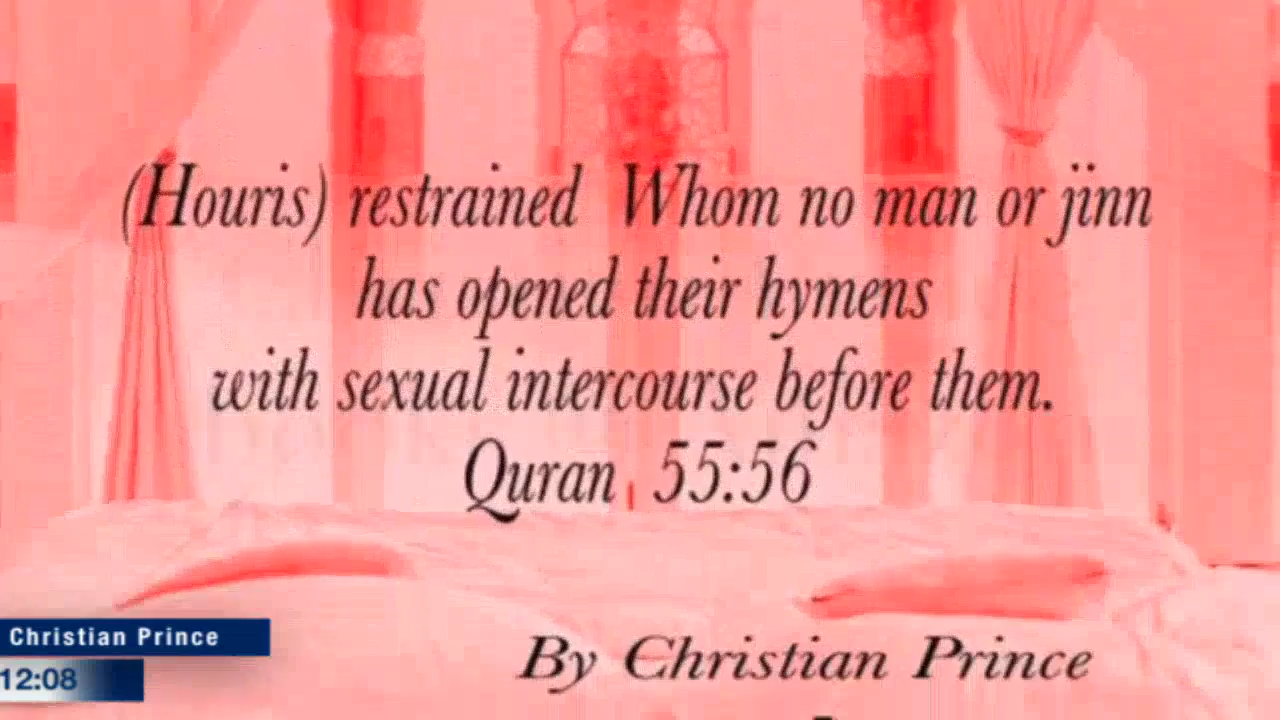 (Houris) restrained Whom no man or jinn
has opened their hymens
with sexual intercourse before them.
Quran 55:56
Christian Prince
By Christian Prince
12:08